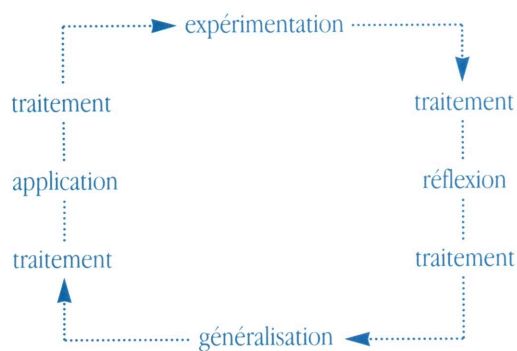 expérimentation
traitement
traitement
application
réflexion
traitement
traitement
généralisation